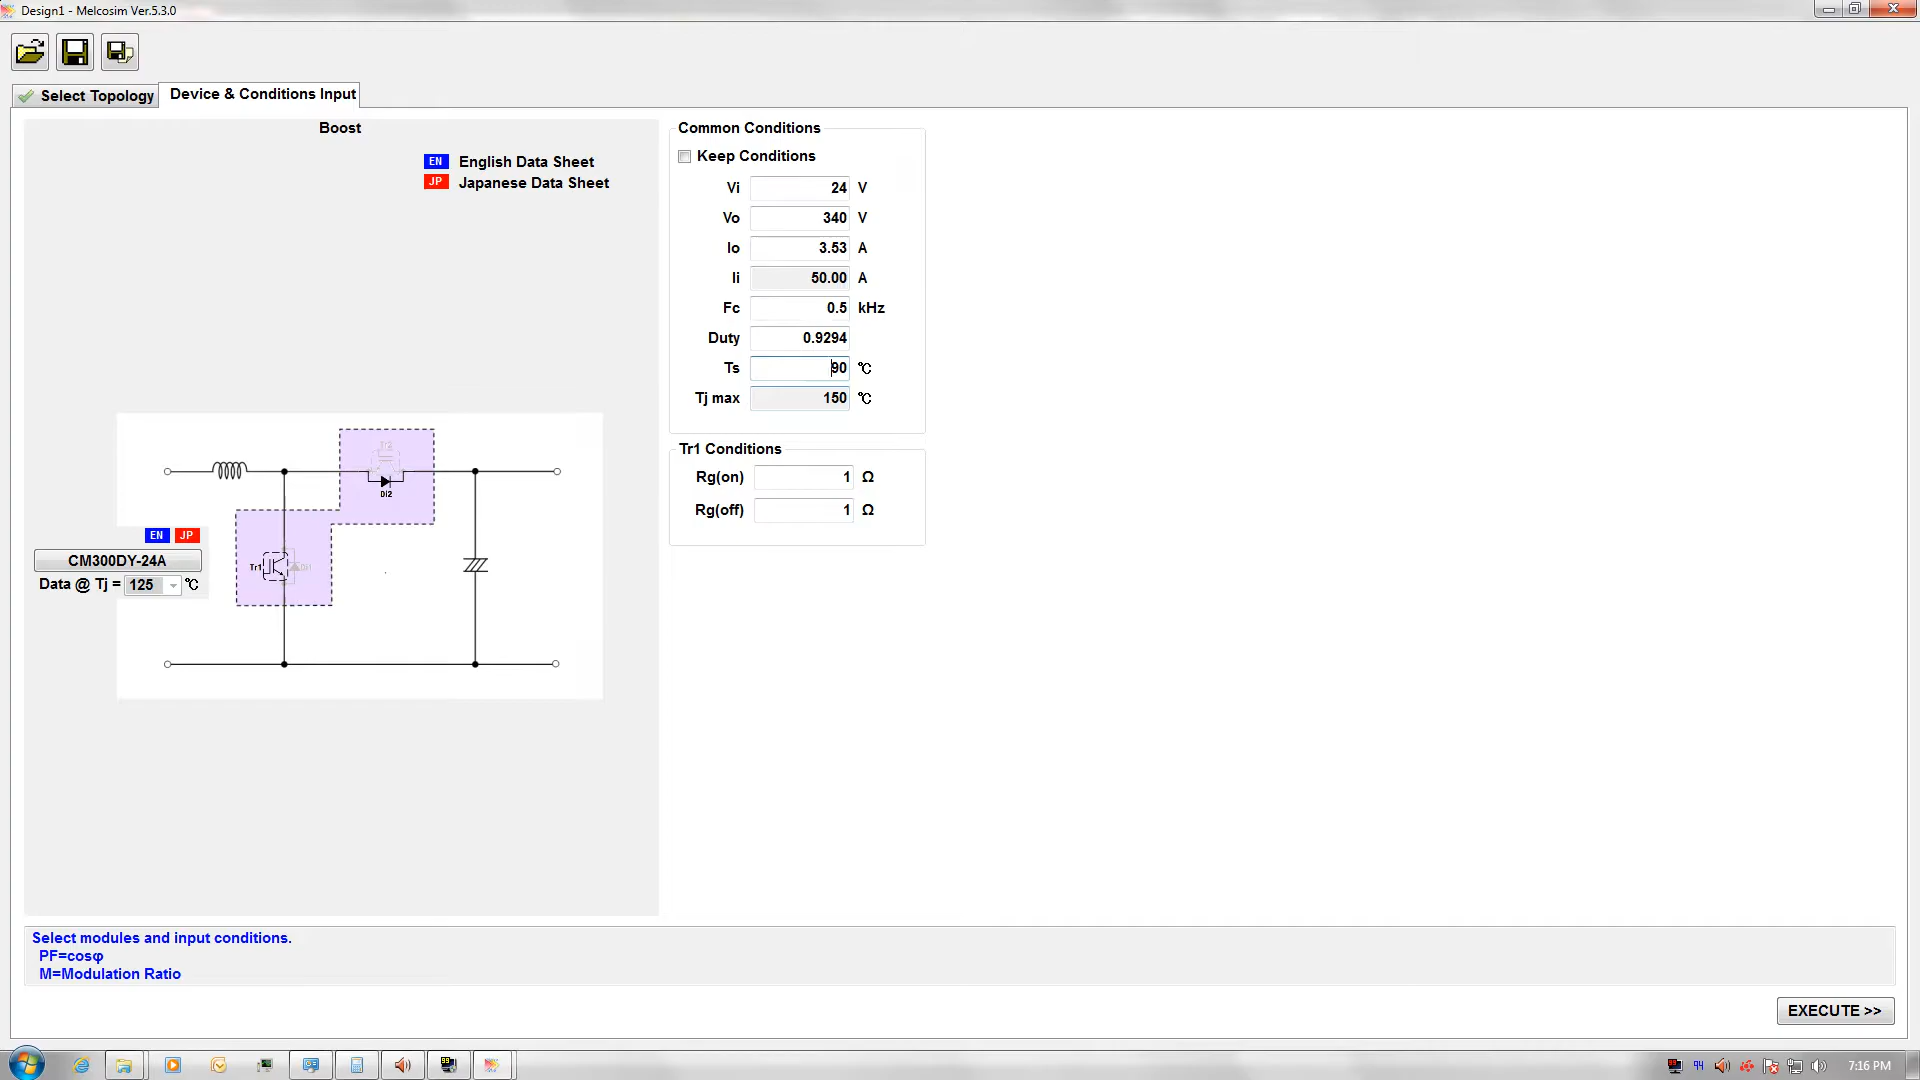 Design1 - Melcosim Ver.5.3.0
Select Topology
Device & Conditions Input
Boost
EN English Data Sheet
JP Japanese Data Sheet
Tr2
Di2
EN JP
CM300DY-24A
Data @ Tj = 125 ℃
Tr1
Di1
Common Conditions
Keep Conditions
Vi 24 V
Vo 340 V
Io 3.53 A
Ii 50.00 A
Fc 0.5 kHz
Duty 0.9294
Ts 90 ℃
Tj max 150 ℃
Tr1 Conditions
Rg(on) 1 Ω
Rg(off) 1 Ω
Select modules and input conditions.
PF=cosφ
M=Modulation Ratio
EXECUTE >>
94
7:16 PM